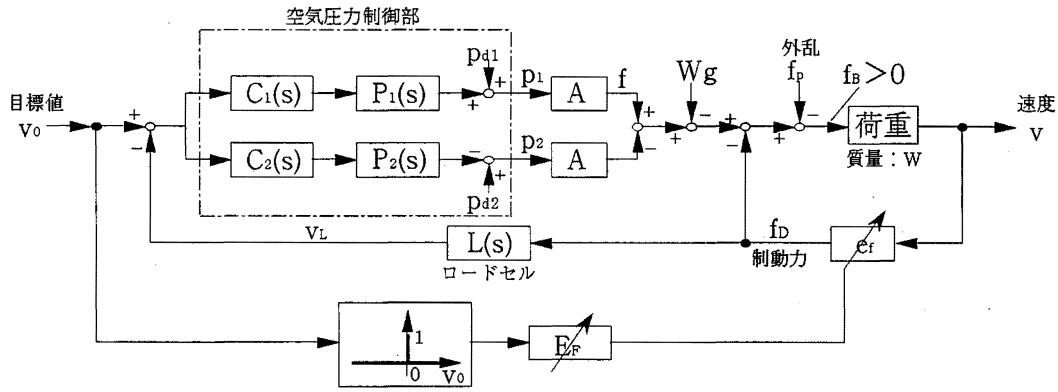 空気圧力制御部
目標値
V₀
+
−
C₁(s)
P₁(s)
pd1
+
+
p₁
A
f
C₂(s)
P₂(s)
−
+
pd2
p₂
A
+
−
Wg
+
−
+
−
外乱
fp
+
−
fB>0
荷重
質量：W
速度
V
VL
L(s)
ロードセル
fD
制動力
ef
1
0
V₀
EF